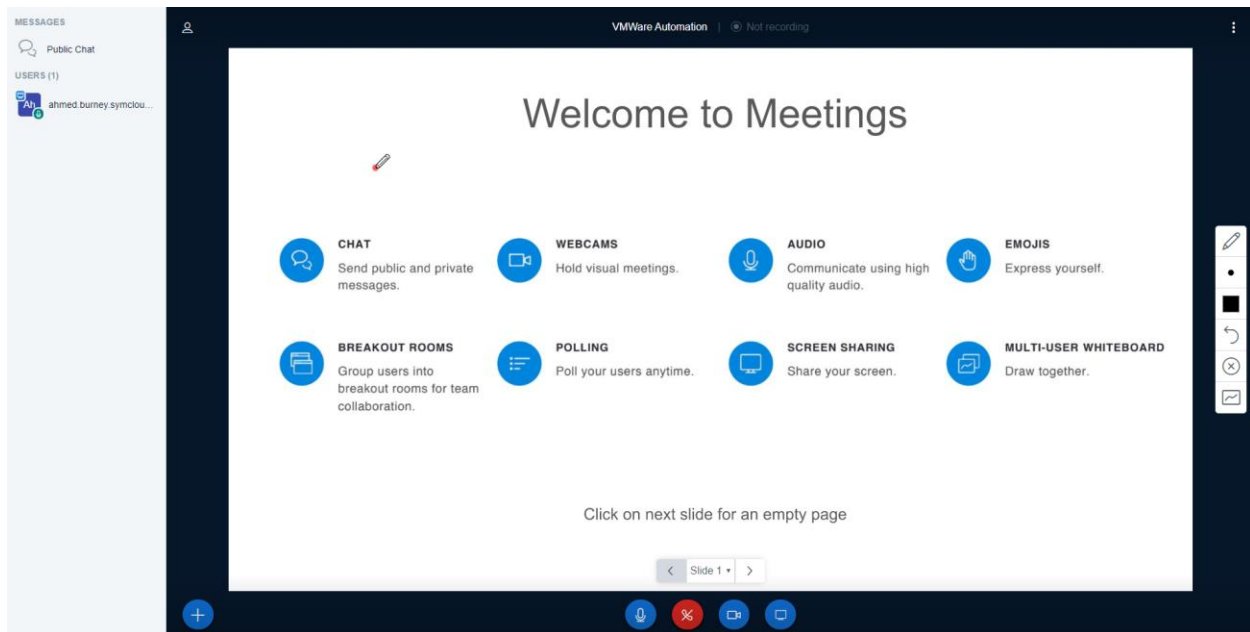 MESSAGES
Public Chat
USERS (1)
Ah
ahmed.burney.symclou...
VMWare Automation | Not recording
Welcome to Meetings
CHAT
Send public and private
messages.
WEBCAMS
Hold visual meetings.
AUDIO
Communicate using high
quality audio.
EMOJIS
Express yourself.
BREAKOUT ROOMS
Group users into
breakout rooms for team
collaboration.
POLLING
Poll your users anytime.
SCREEN SHARING
Share your screen.
MULTI-USER WHITEBOARD
Draw together.
Click on next slide for an empty page
Slide 1